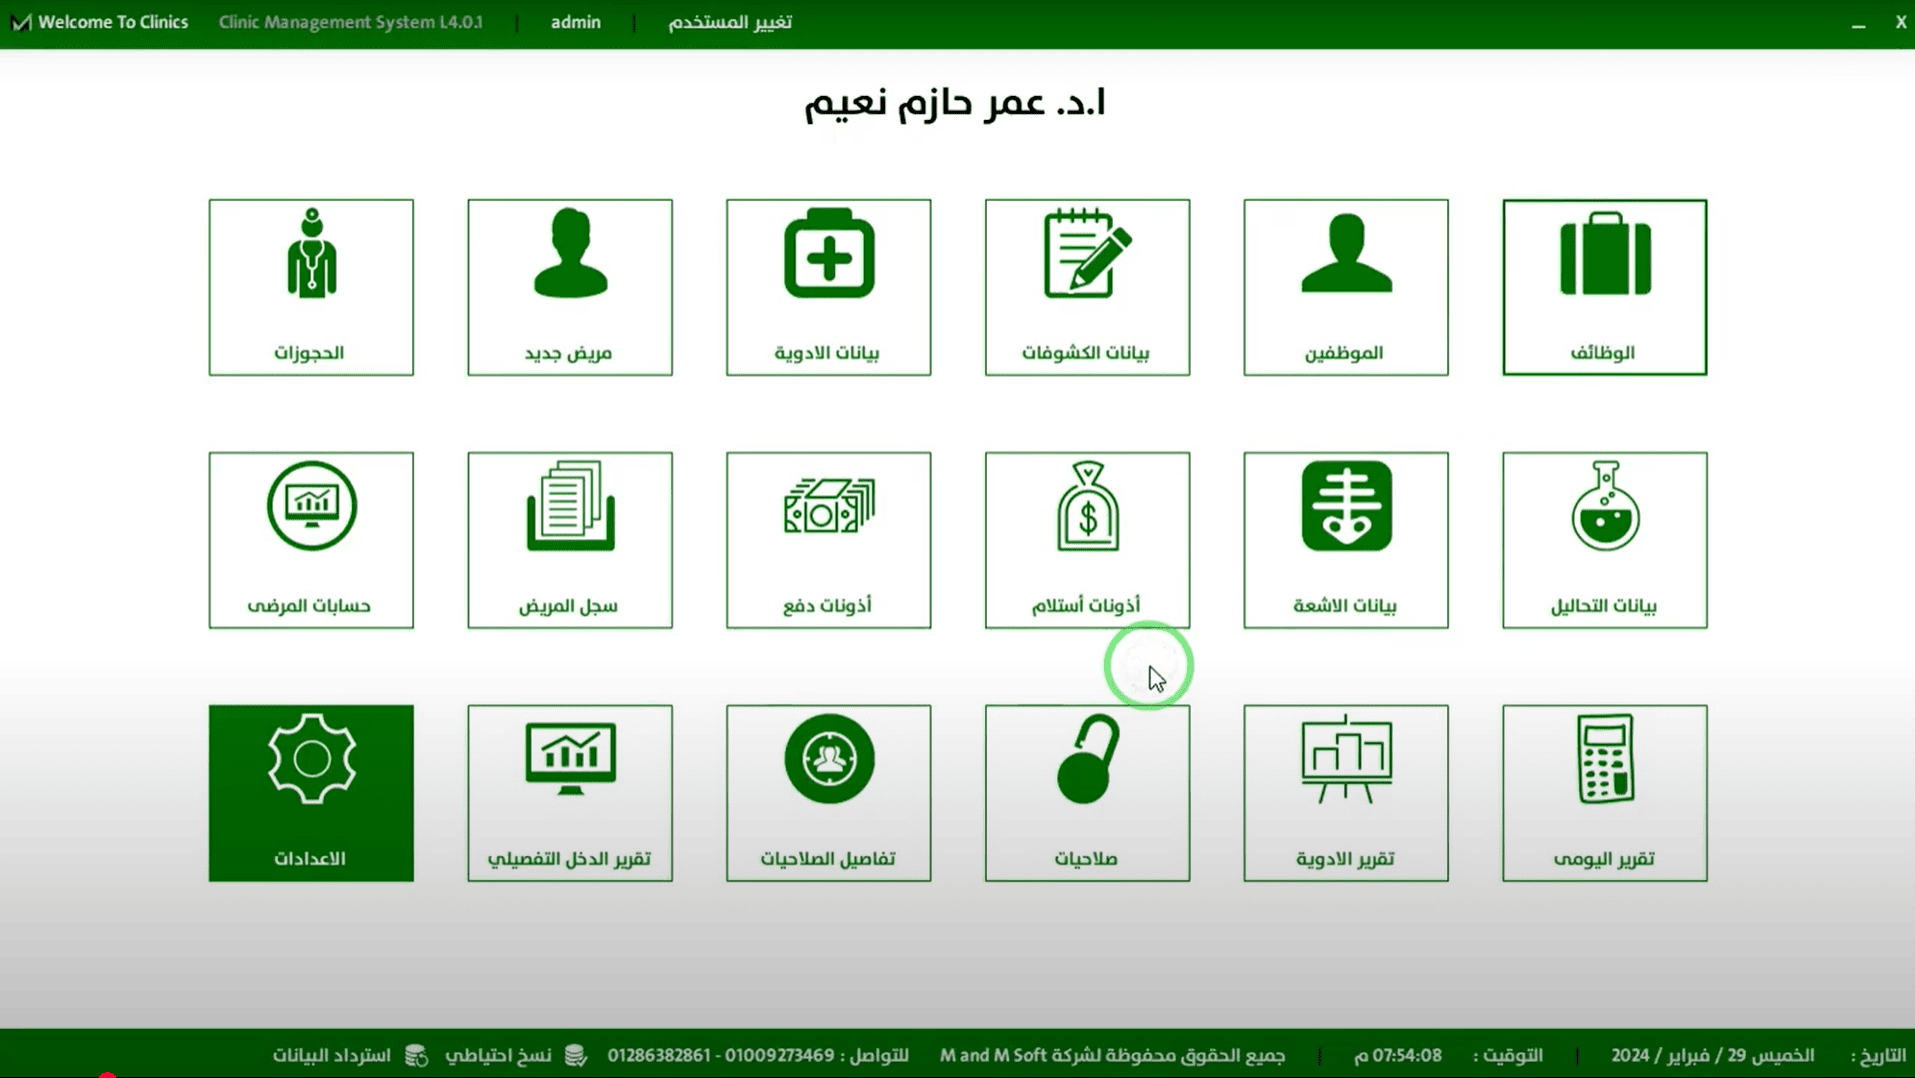 Welcome To Clinics Clinic Management System L4.0.1 | admin | تغيير المستخدم _ X
ا.د. عمر حازم نعيم
الوظائف
الموظفين
بيانات الكشوفات
بيانات الادوية
مريض جديد
الحجوزات
بيانات التحاليل
بيانات الاشعة
أذونات أستلام
أذونات دفع
سجل المريض
حسابات المرضى
تقرير اليومى
تقرير الادوية
صلاحيات
تفاصيل الصلاحيات
تقرير الدخل التفصيلي
الاعدادات
التاريخ : الخميس 29 / فبراير / 2024 | التوقيت : 07:54:08 م | جميع الحقوق محفوظة لشركة M and M Soft للتواصل : 01009273469 - 01286382861 نسخ احتياطي استرداد البيانات